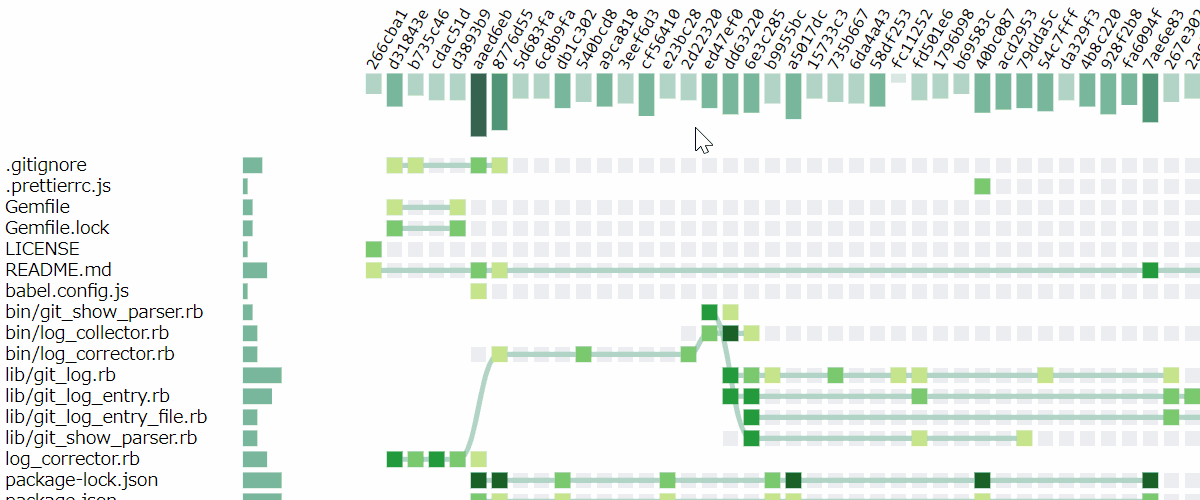 266cba1
d31843e
b735c46
cdac51d
d3893b9
aaed6eb
8776d55
5d683fa
6c8b9fa
db1c302
540bcd8
a9ca818
3eef6d3
cf56410
e23bc28
2d22320
ed47ef0
dd63220
6e3c285
b9955bc
a5017dc
15733c3
735b667
6da4a43
58df253
fc11252
fd501e6
1796b98
b69583c
40bc087
acd2953
79dda5c
54c7fff
da329f3
4b8c220
928f2b8
fa6094f
7ae6e83
.gitignore
.prettierrc.js
Gemfile
Gemfile.lock
LICENSE
README.md
babel.config.js
bin/git_show_parser.rb
bin/log_collector.rb
bin/log_corrector.rb
lib/git_log.rb
lib/git_log_entry.rb
lib/git_log_entry_file.rb
lib/git_show_parser.rb
log_corrector.rb
package-lock.json
package.json